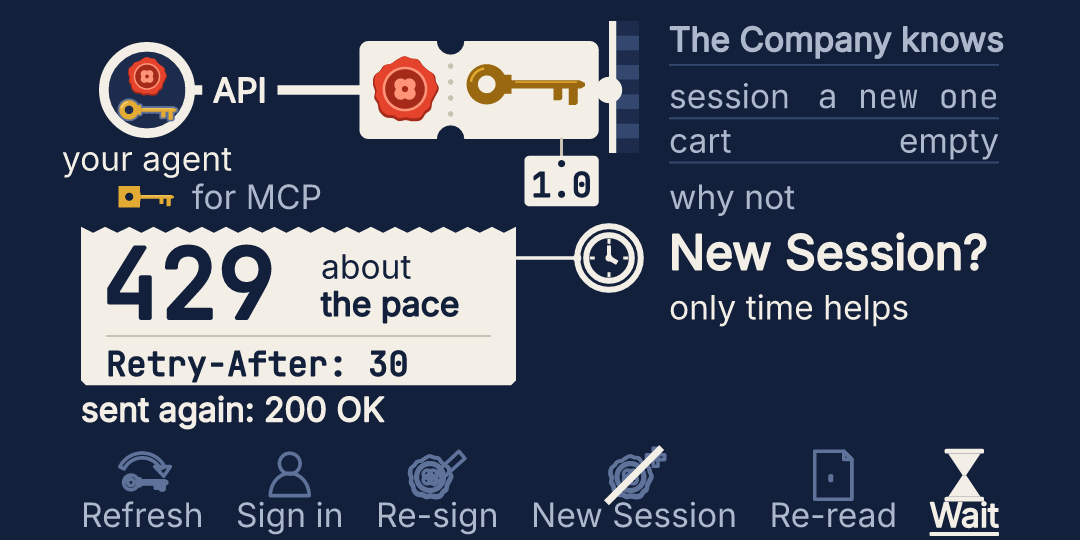 API
your agent
for MCP
1.0
The Company knows
session a new one
cart empty
why not
New Session?
only time helps
429
about
the pace
Retry-After: 30
sent again: 200 OK
Refresh Sign in Re-sign New Session Re-read Wait